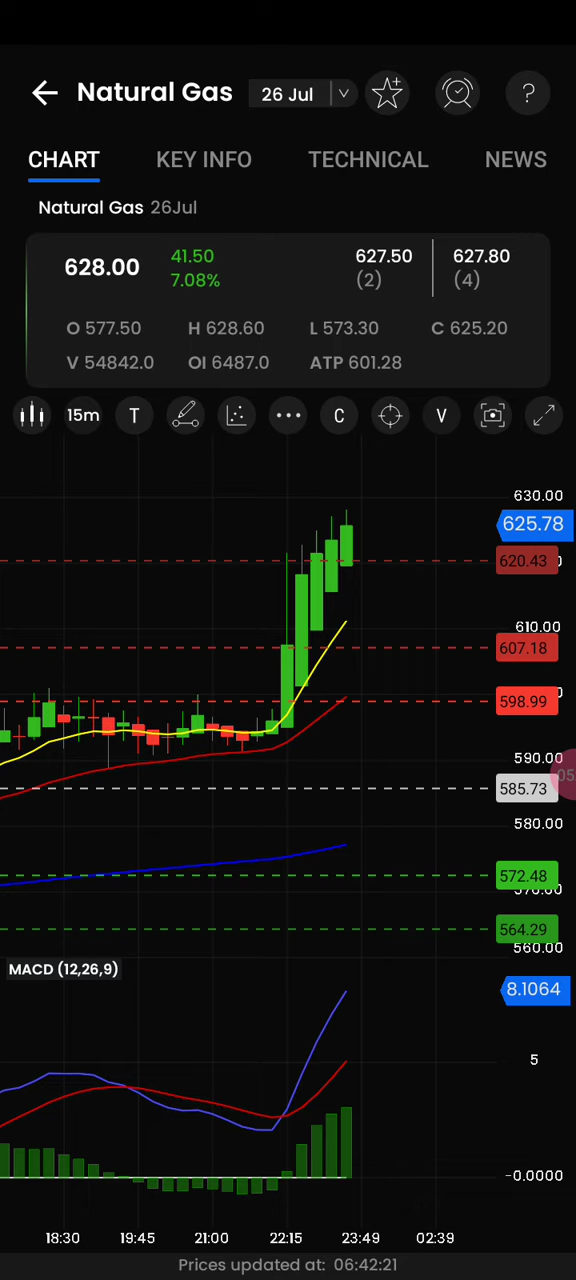 Natural Gas 26 Jul ?
CHART KEY INFO TECHNICAL NEWS
Natural Gas 26Jul
628.00 41.50 627.50 627.80
7.08% (2) (4)
O 577.50 H 628.60 L 573.30 C 625.20
V 54842.0 OI 6487.0 ATP 601.28
15m T C V
630.00
625.78
620.43
610.00
607.18
598.99
590.00
05
585.73
580.00
572.48
564.29
560.00
MACD (12,26,9)
8.1064
5
-0.0000
18:30 19:45 21:00 22:15 23:49 02:39
Prices updated at: 06:42:21